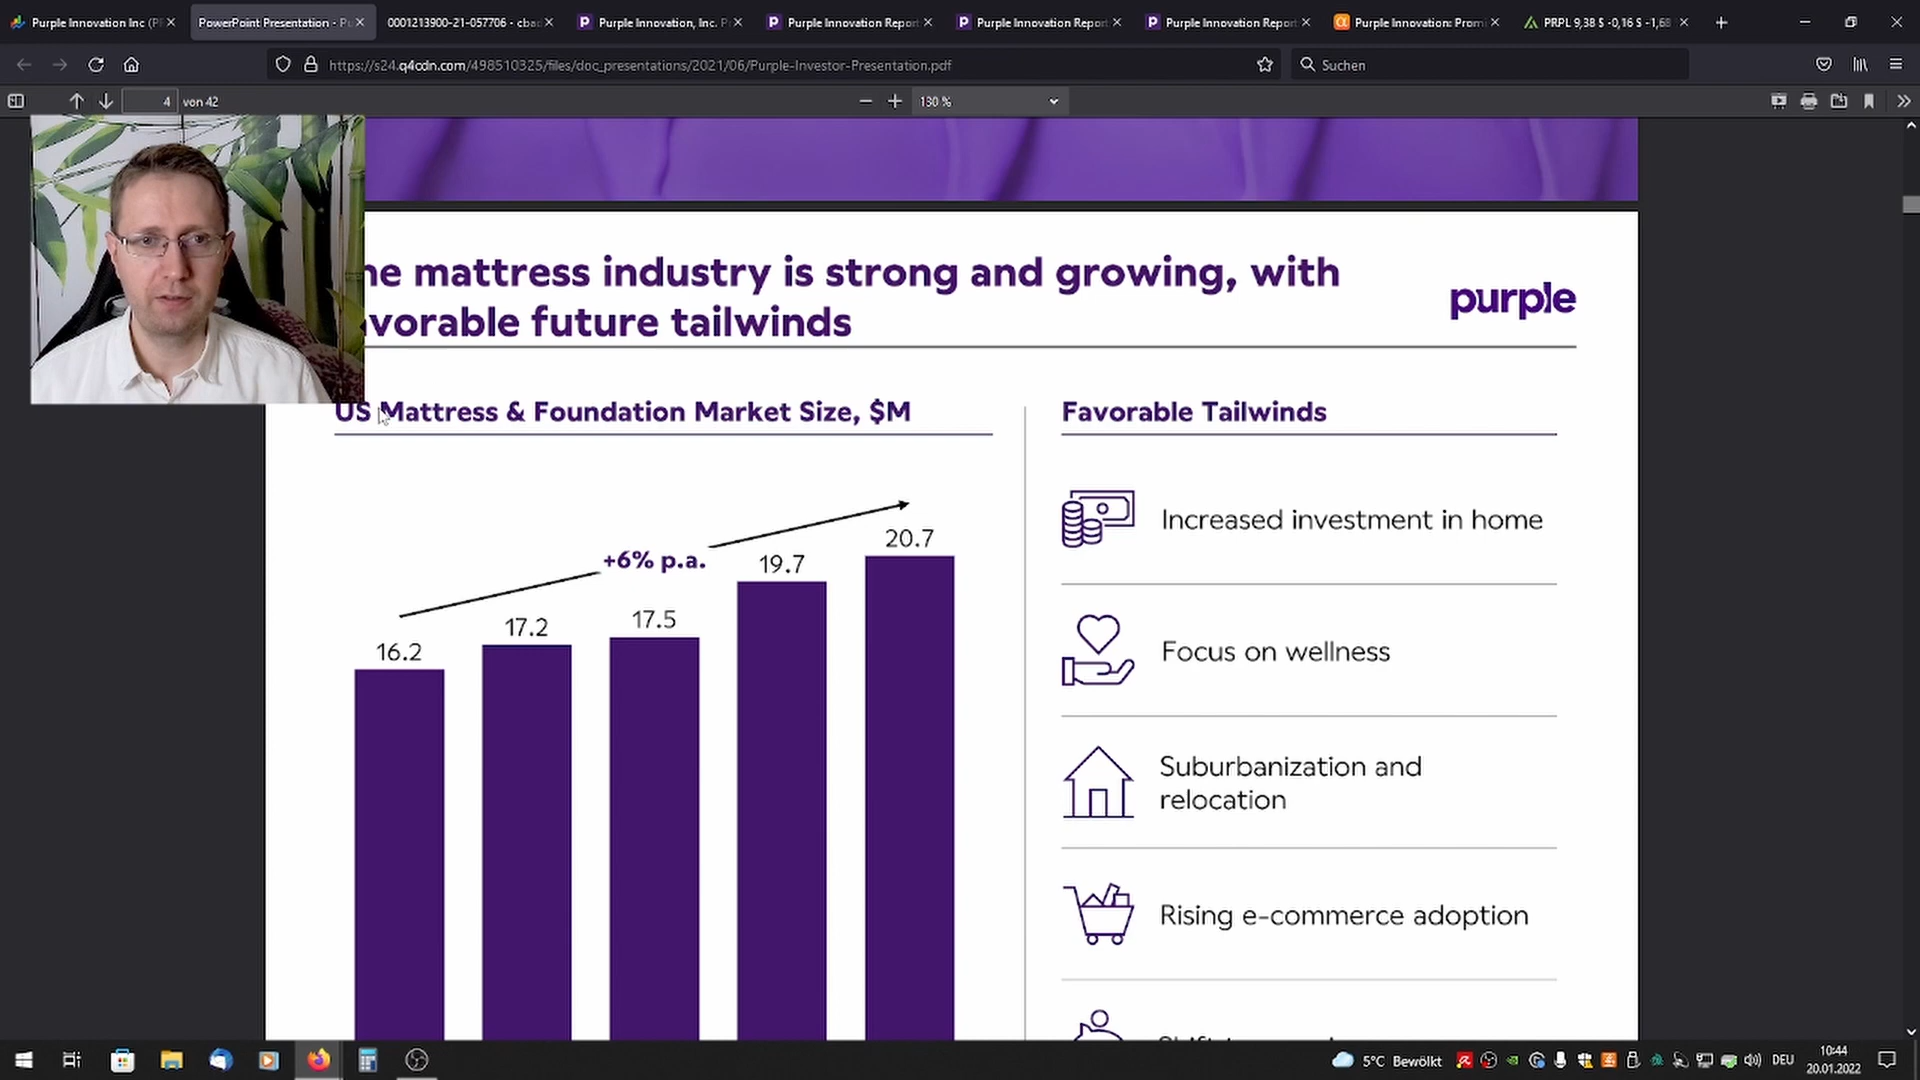 Purple Innovation Inc (PF
PowerPoint Presentation - Pu
0001213900-21-057706 - cbad
Purple Innovation, Inc. P
Purple Innovation Report
Purple Innovation Report
Purple Innovation Report
Purple Innovation: Promi
PRPL 9,38 $ -0,16 $ -1,68
https://s24.q4cdn.com/498510325/files/doc_presentations/2021/06/Purple-Investor-Presentation.pdf
Suchen
4 von 42
130 %
he mattress industry is strong and growing, with
avorable future tailwinds
purple
US Mattress & Foundation Market Size, $M
+6% p.a.
16.2
17.2
17.5
19.7
20.7
Favorable Tailwinds
Increased investment in home
Focus on wellness
Suburbanization and
relocation
Rising e-commerce adoption
5°C Bewölkt
DEU
10:44
20.01.2022